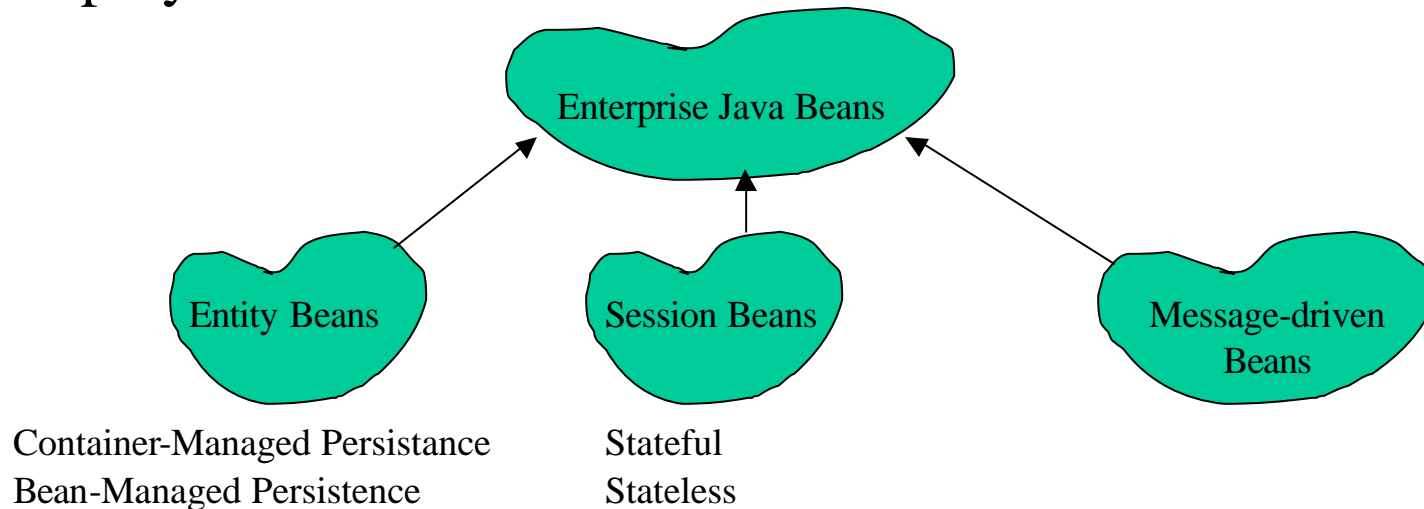 Enterprise Java Beans
Entity Beans
Session Beans
Message-driven
Beans
Container-Managed Persistance
Stateful
Bean-Managed Persistence
Stateless